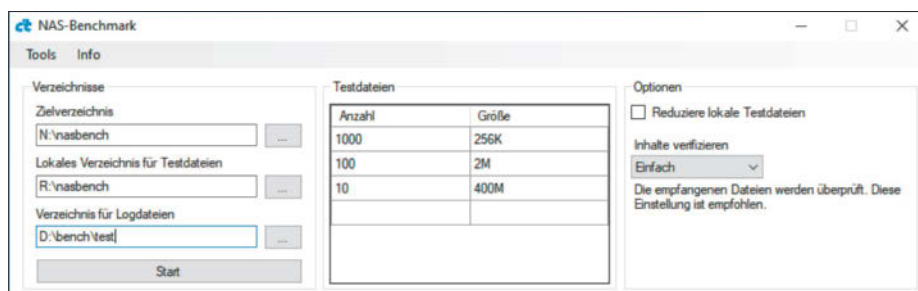 c't NAS-Benchmark
Tools Info
Verzeichnisse
Zielverzeichnis
N:\nasbench
...
Lokales Verzeichnis für Testdateien
R:\nasbench
...
Verzeichnis für Logdateien
D:\bench\test
...
Start
Testdateien
Anzahl Größe
1000 256K
100 2M
10 400M
Optionen
Reduziere lokale Testdateien
Inhalte verifizieren
Einfach
Die empfangenen Dateien werden überprüft. Diese
Einstellung ist empfohlen.